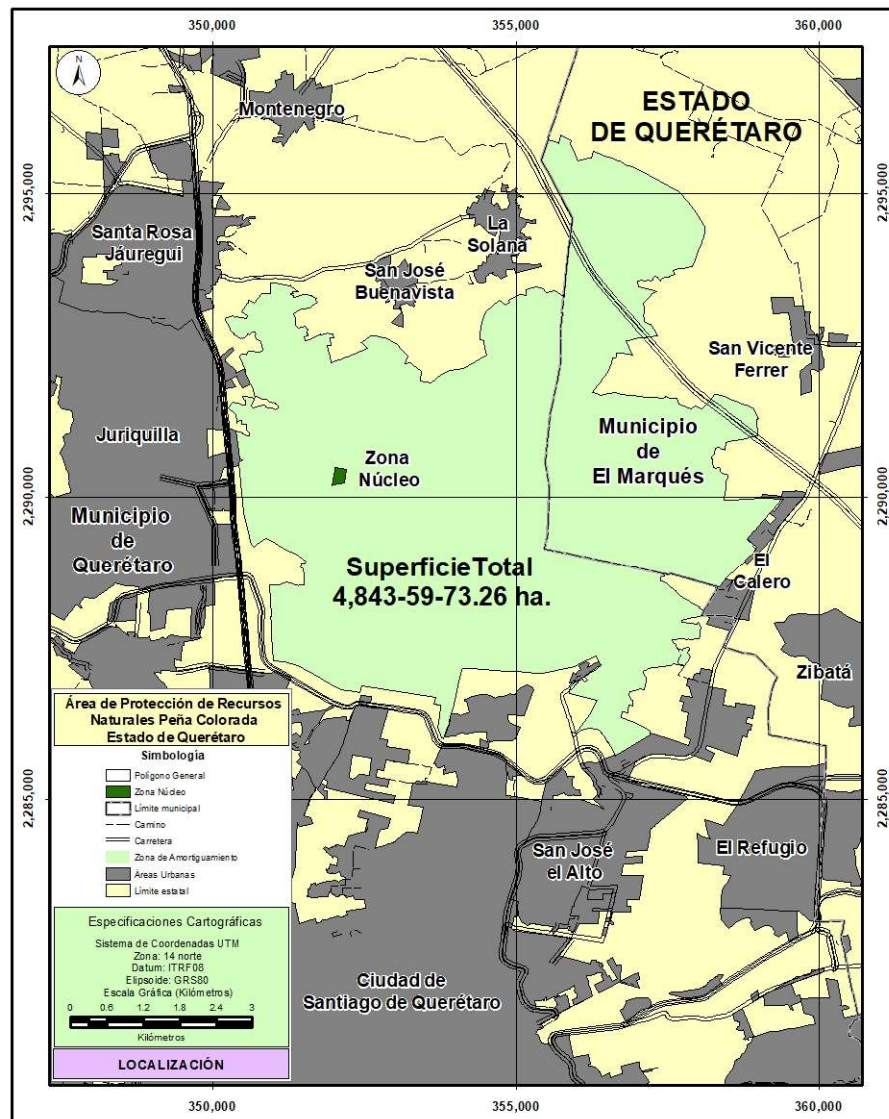 350,000
355,000
360,000
N
Montenegro
ESTADO
DE QUERÉTARO
2,295,000
2,295,000
Santa Rosa
Jáuregui
La
Solana
San José
Buenavista
San Vicente
Ferrer
Juriquilla
Municipio
de
El Marqués
Zona
Núcleo
2,290,000
2,290,000
Municipio
de
Querétaro
Superficie Total
4,843-59-73.26 ha.
El
Calero
Zibatá
Área de Protección de Recursos
Naturales Peña Colorada
Estado de Querétaro
Simbología
Polígono General
Zona Núcleo
Límite municipal
Camino
Carretera
Zona de Amortiguamiento
Áreas Urbanas
Límite estatal
2,285,000
2,285,000
San José
el Alto
El Refugio
Especificaciones Cartográficas
Sistema de Coordenadas UTM
Zona: 14 norte
Datum: ITRF08
Elipsoide: GRS80
Escala Gráfica (Kilómetros)
0 0.6 1.2 1.8 2.4 3
Kilómetros
LOCALIZACIÓN
Ciudad de
Santiago de Querétaro
350,000
355,000
360,000